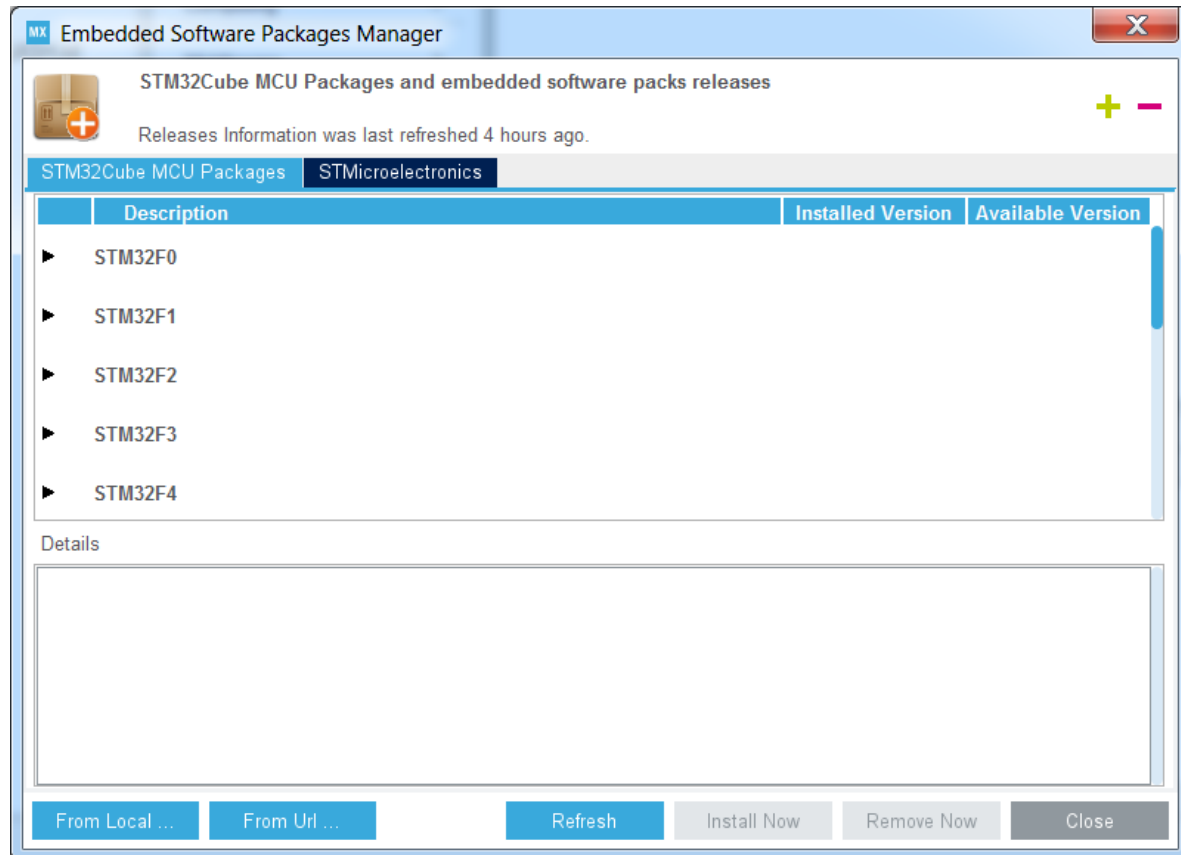 MX Embedded Software Packages Manager
STM32Cube MCU Packages and embedded software packs releases
Releases Information was last refreshed 4 hours ago.
STM32Cube MCU Packages STMicroelectronics
Description Installed Version Available Version
STM32F0
STM32F1
STM32F2
STM32F3
STM32F4
Details
From Local ... From Url ... Refresh Install Now Remove Now Close